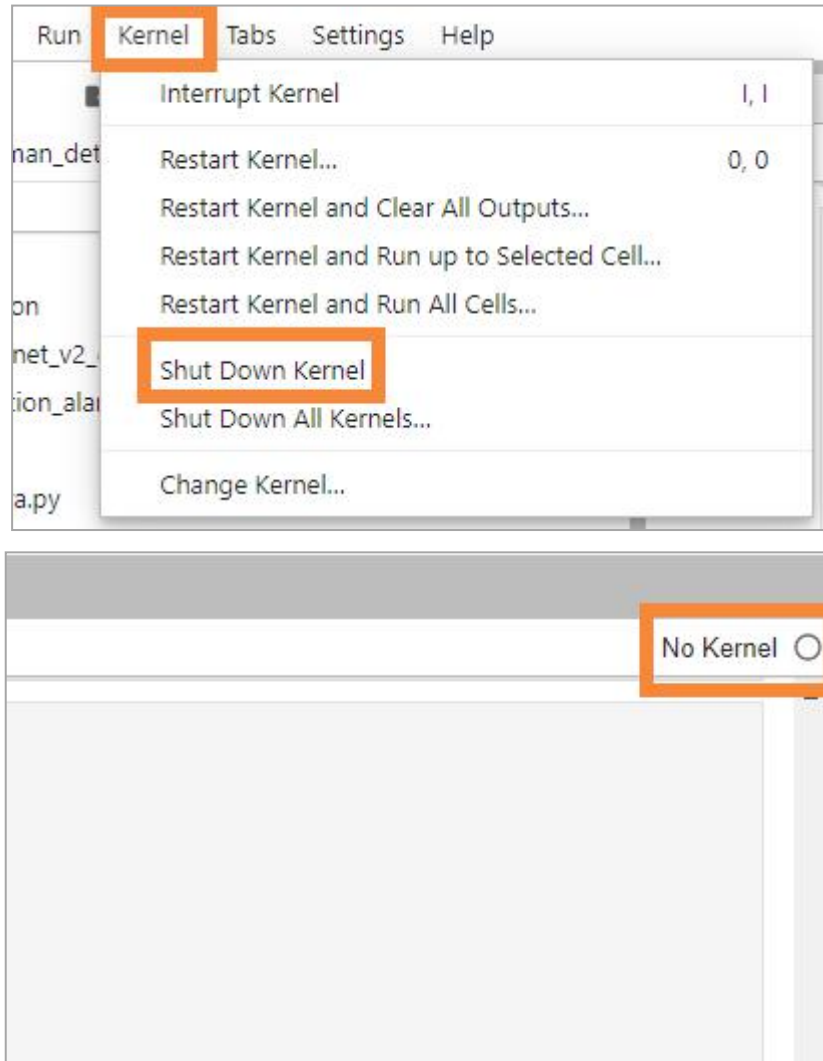 Run Kernel Tabs Settings Help
Interrupt Kernel I, I
nan_det
Restart Kernel... 0, 0
Restart Kernel and Clear All Outputs...
Restart Kernel and Run up to Selected Cell...
on
Restart Kernel and Run All Cells...
net_v2_
Shut Down Kernel
ion_alar
Shut Down All Kernels...
Change Kernel...
a.py
No Kernel